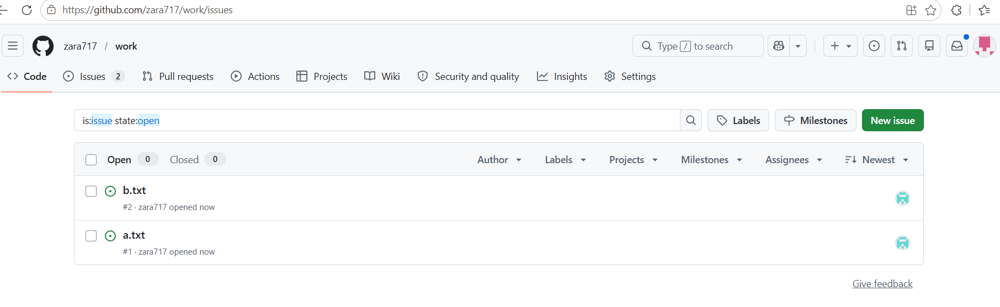 https://github.com/zara717/work/issues
zara717 / work
Type / to search
Code Issues 2 Pull requests Actions Projects Wiki Security and quality Insights Settings
is:issue state:open
Labels Milestones New issue
Open 0 Closed 0 Author Labels Projects Milestones Assignees Newest
b.txt
#2 · zara717 opened now
a.txt
#1 · zara717 opened now
Give feedback